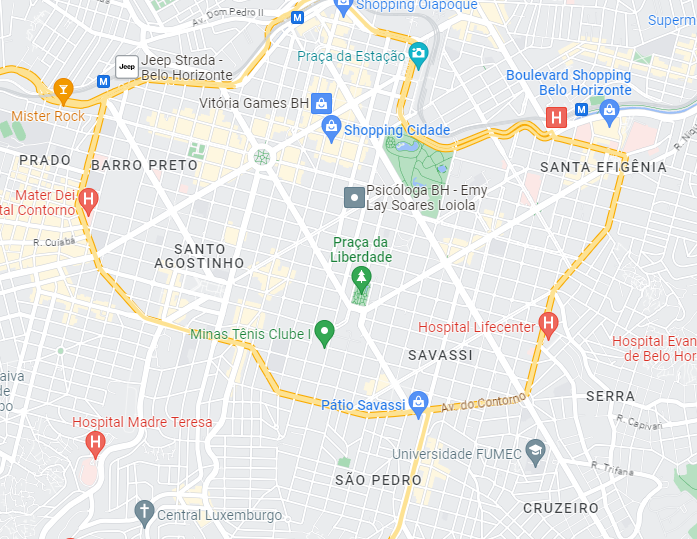 Shopping Oiapoque
Av. Dom Pedro II
M
Superm
Praça da Estação
Jeep
Jeep Strada -
Belo Horizonte
M
Boulevard Shopping
Belo Horizonte
Vitória Games BH
H
M
Mister Rock
Shopping Cidade
R. Niqu
PRADO
BARRO PRETO
SANTA EFIGÊNIA
Mater Dei
tal Contorno
H
Psicóloga BH - Emy
Lay Soares Loiola
R. Cuiabá
SANTO
AGOSTINHO
Praça da
Liberdade
Minas Tênis Clube I
Hospital Lifecenter
H
Hospital Evan
de Belo Hor
SAVASSI
aiva
de
po
Pátio Savassi
Av. do Contorno
SERRA
Hospital Madre Teresa
H
R. Capivari
Universidade FUMEC
R. Trifana
SÃO PEDRO
Central Luxemburgo
CRUZEIRO